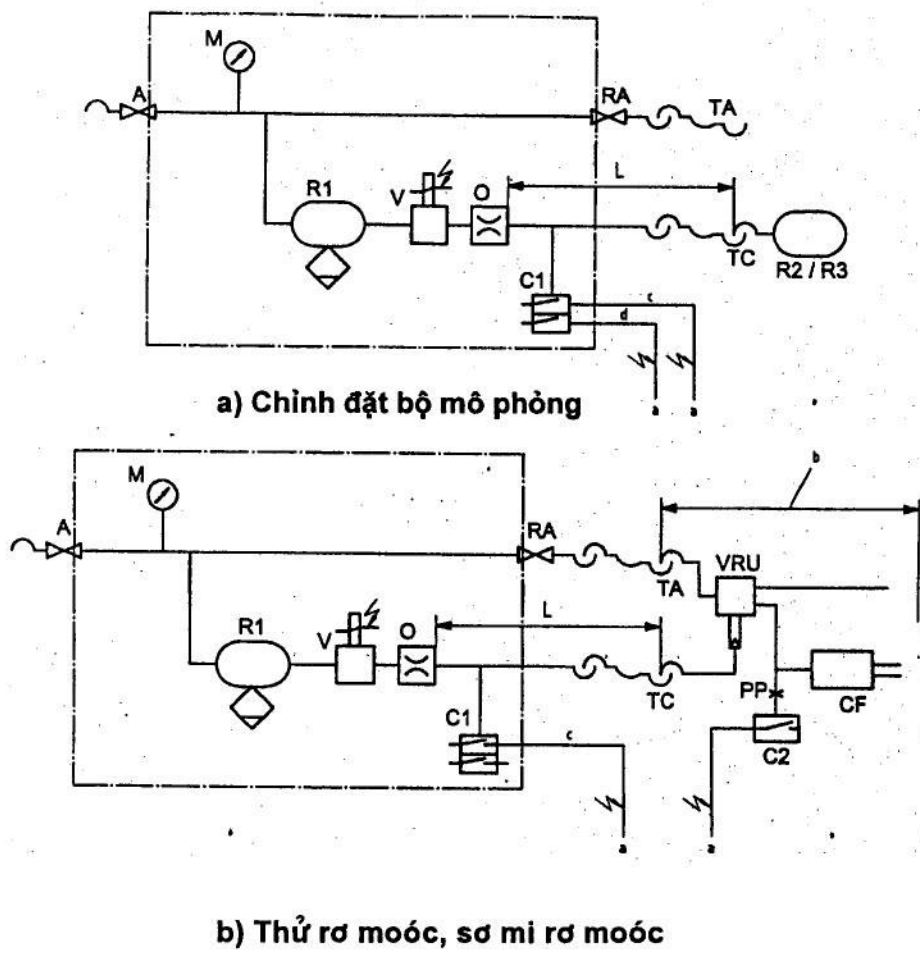 M
A
RA
TA
R1
V
O
L
TC
R2 / R3
C1
c
d
a a
a) Chỉnh đặt bộ mô phỏng
b
M
A
RA
TA
VRU
R1
V
O
L
TC
PP
CF
C1
c
C2
a a
b) Thử rơ moóc, sơ mi rơ moóc